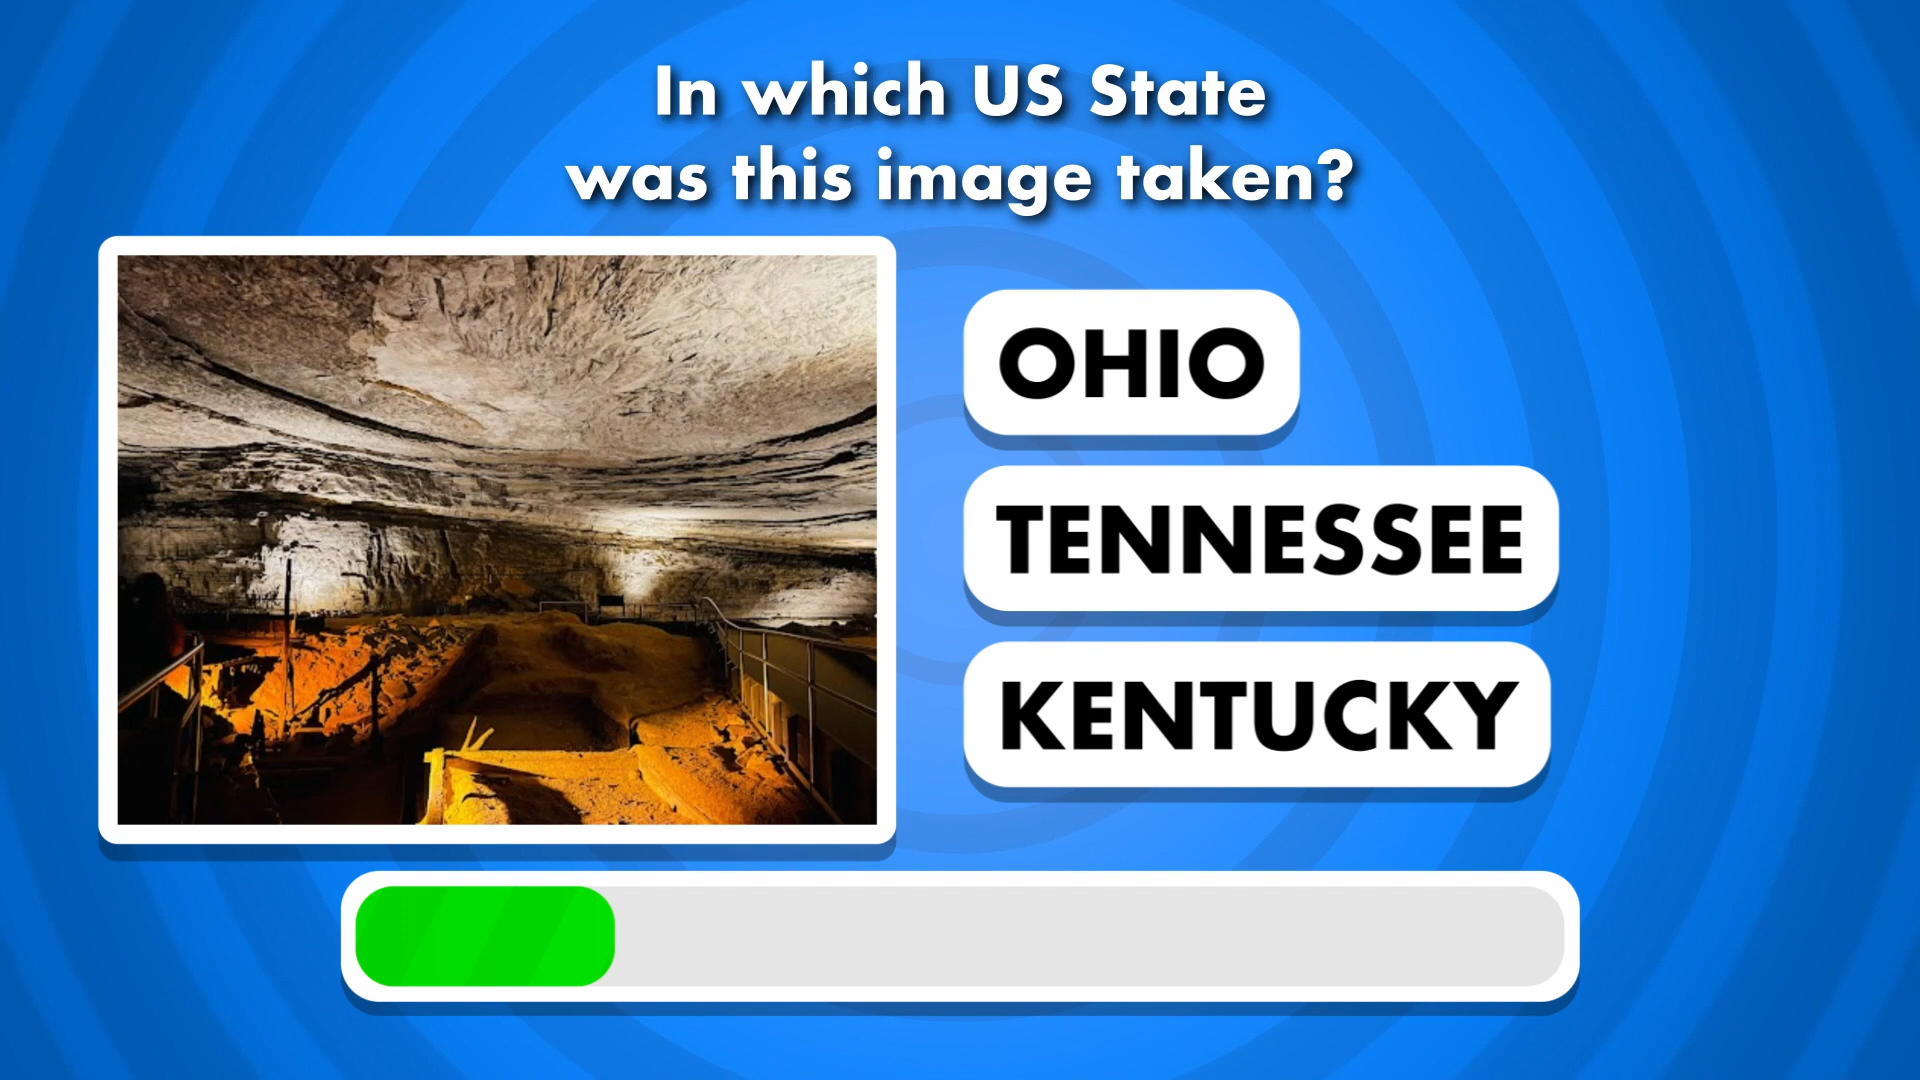 In which US State
was this image taken?
OHIO
TENNESSEE
KENTUCKY